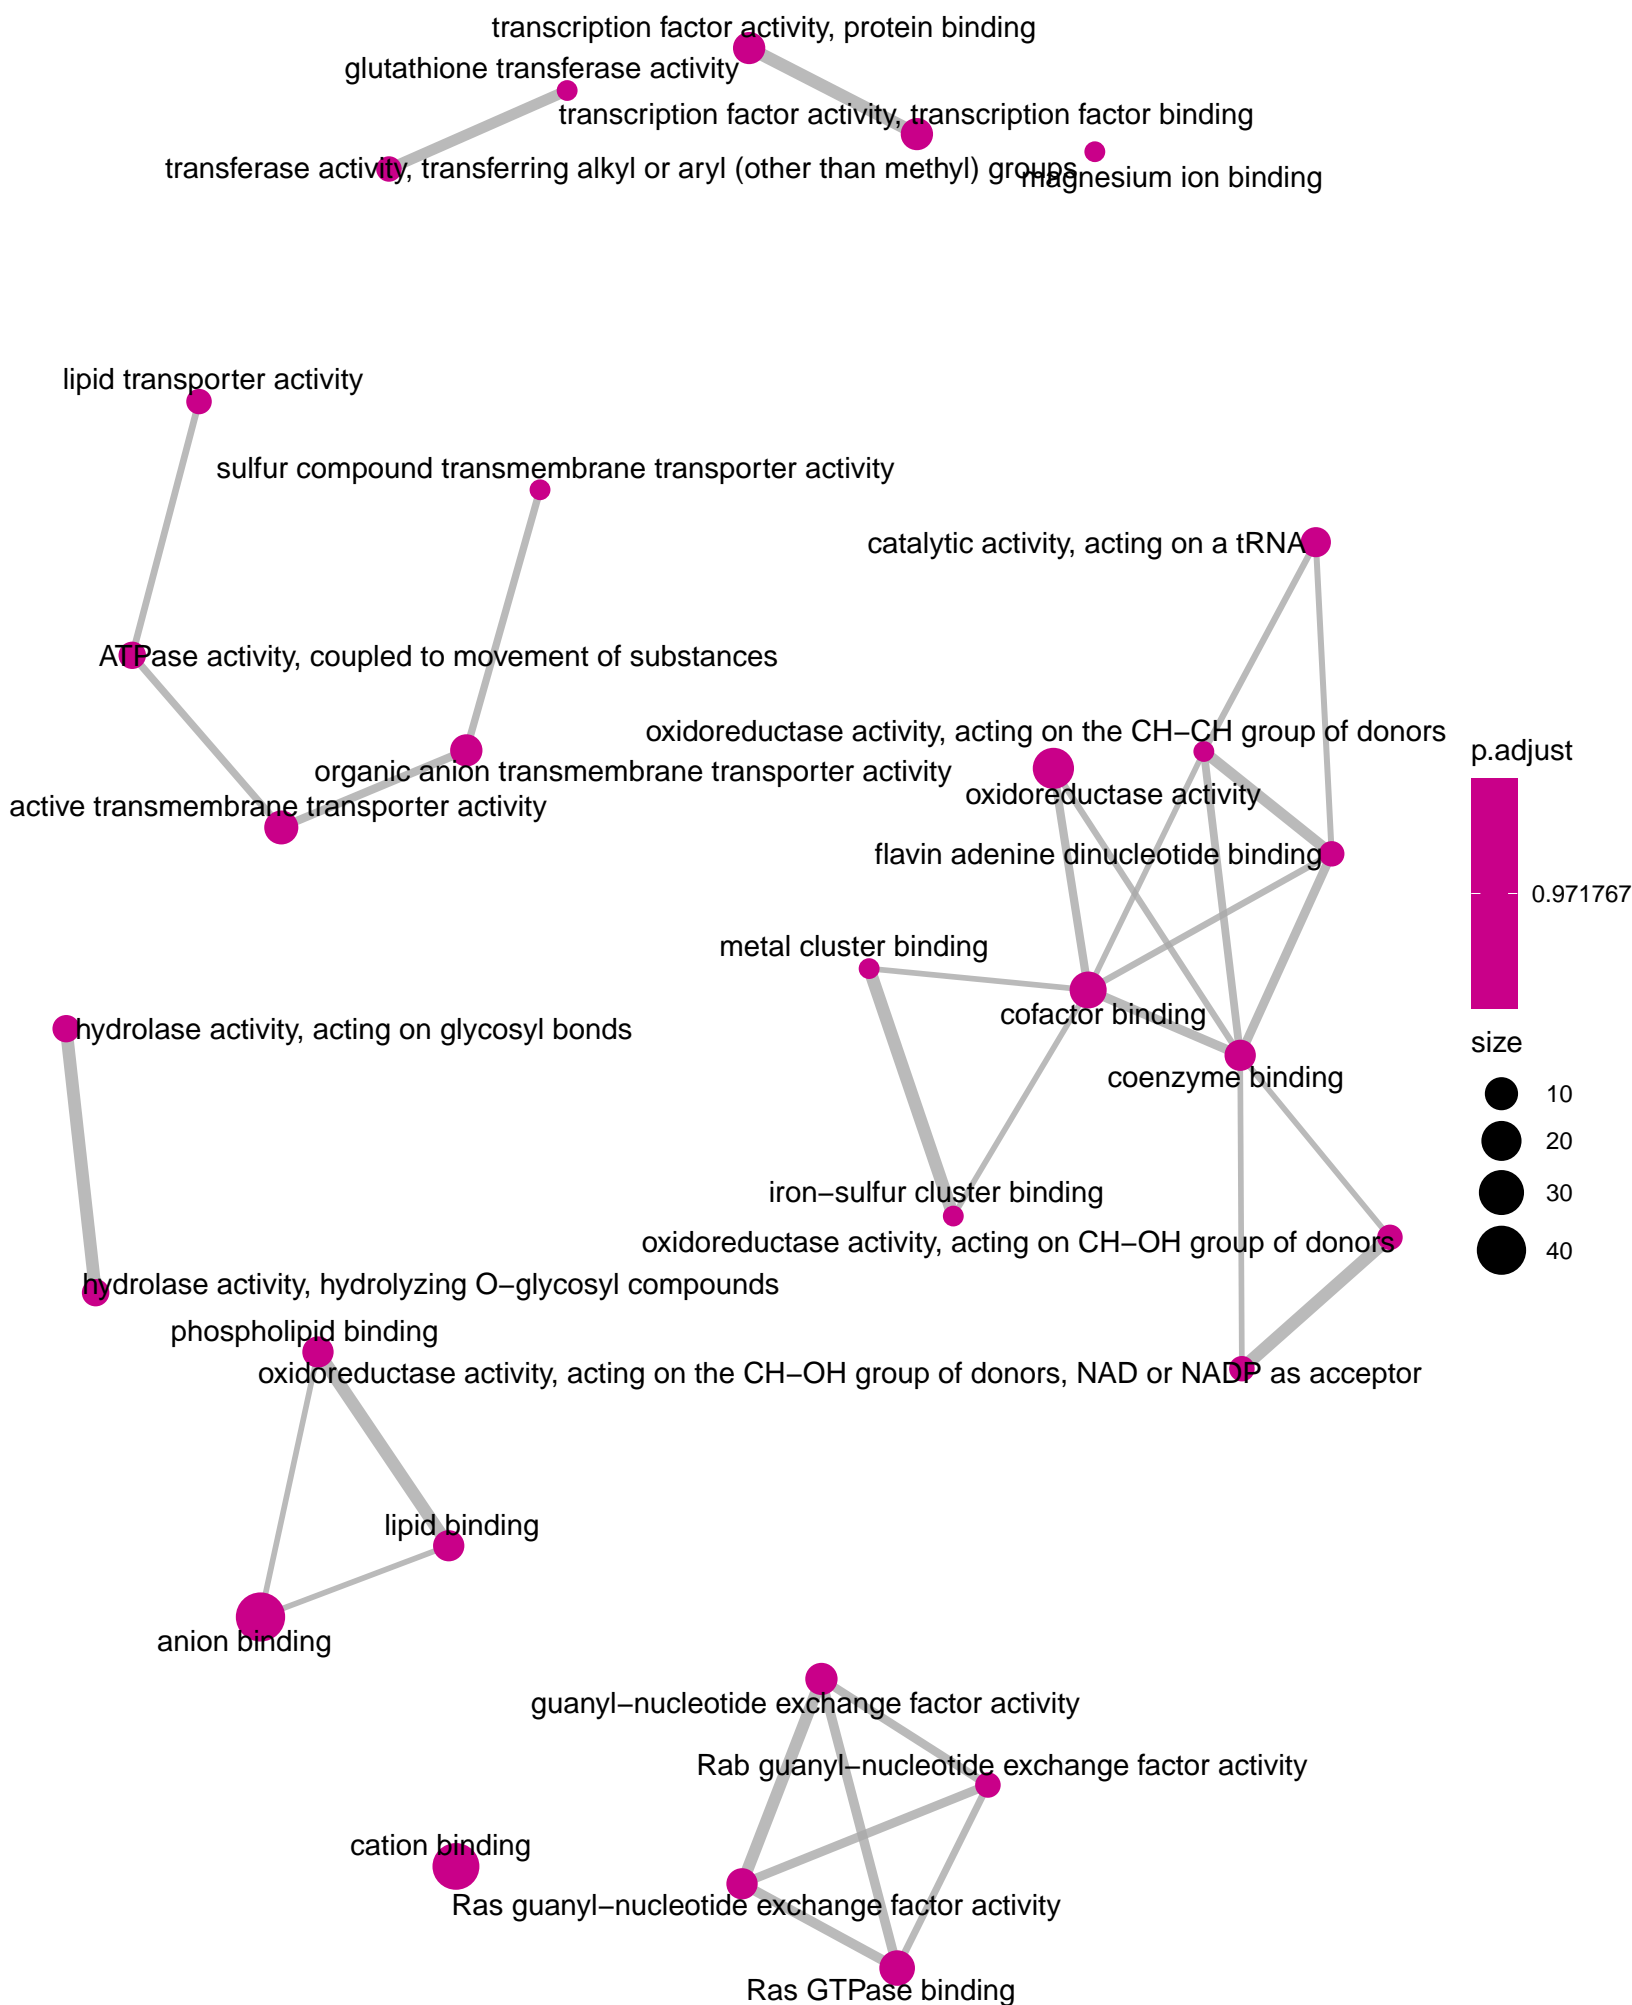 transcription factor activity, protein binding
glutathione transferase activity
transcription factor activity, transcription factor binding
transferase activity, transferring alkyl or aryl (other than methyl) groups
magnesium ion binding
lipid transporter activity
sulfur compound transmembrane transporter activity
catalytic activity, acting on a tRNA
ATPase activity, coupled to movement of substances
oxidoreductase activity, acting on the CH−CH group of donors
organic anion transmembrane transporter activity
oxidoreductase activity
active transmembrane transporter activity
flavin adenine dinucleotide binding
metal cluster binding
cofactor binding
hydrolase activity, acting on glycosyl bonds
coenzyme binding
iron−sulfur cluster binding
oxidoreductase activity, acting on CH−OH group of donors
hydrolase activity, hydrolyzing O−glycosyl compounds
phospholipid binding
oxidoreductase activity, acting on the CH−OH group of donors, NAD or NADP as acceptor
lipid binding
anion binding
guanyl−nucleotide exchange factor activity
Rab guanyl−nucleotide exchange factor activity
cation binding
Ras guanyl−nucleotide exchange factor activity
Ras GTPase binding
p.adjust
0.971767
size
10
20
30
40